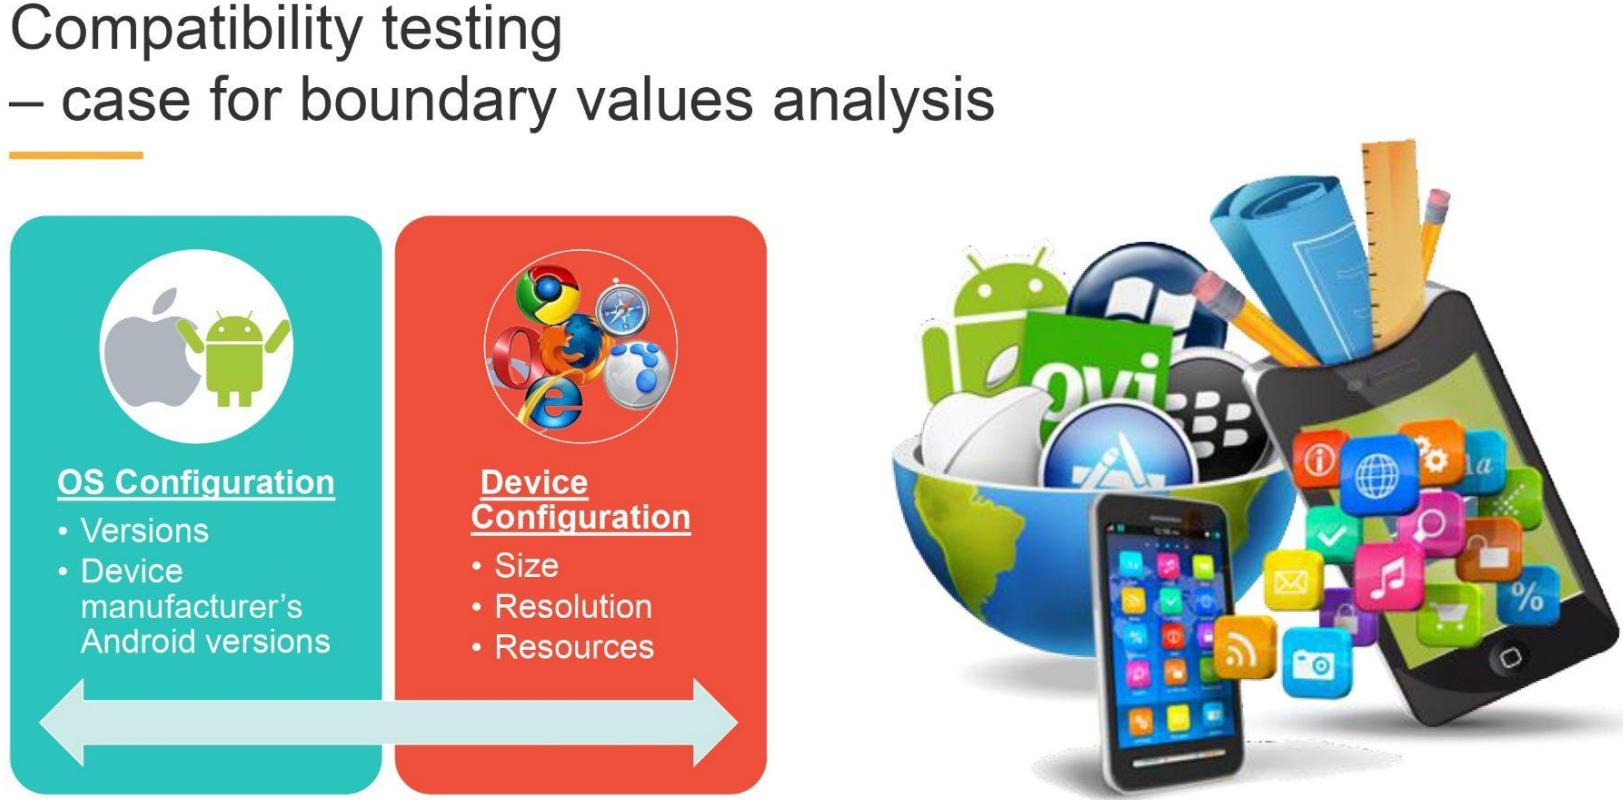 Compatibility testing
– case for boundary values analysis
OS Configuration
• Versions
• Device
manufacturer’s
Android versions
Device
Configuration
• Size
• Resolution
• Resources
ovi
a
%